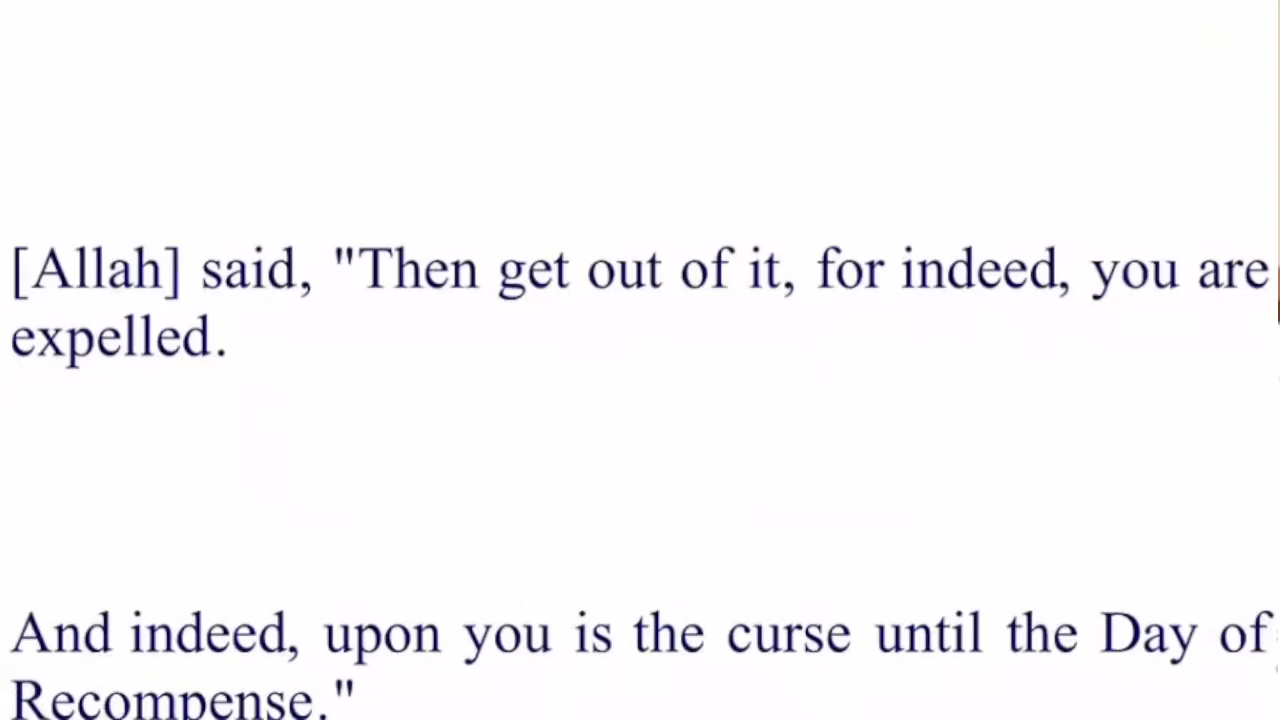 [Allah] said, "Then get out of it, for indeed, you are
expelled.
And indeed, upon you is the curse until the Day of
Recompense."